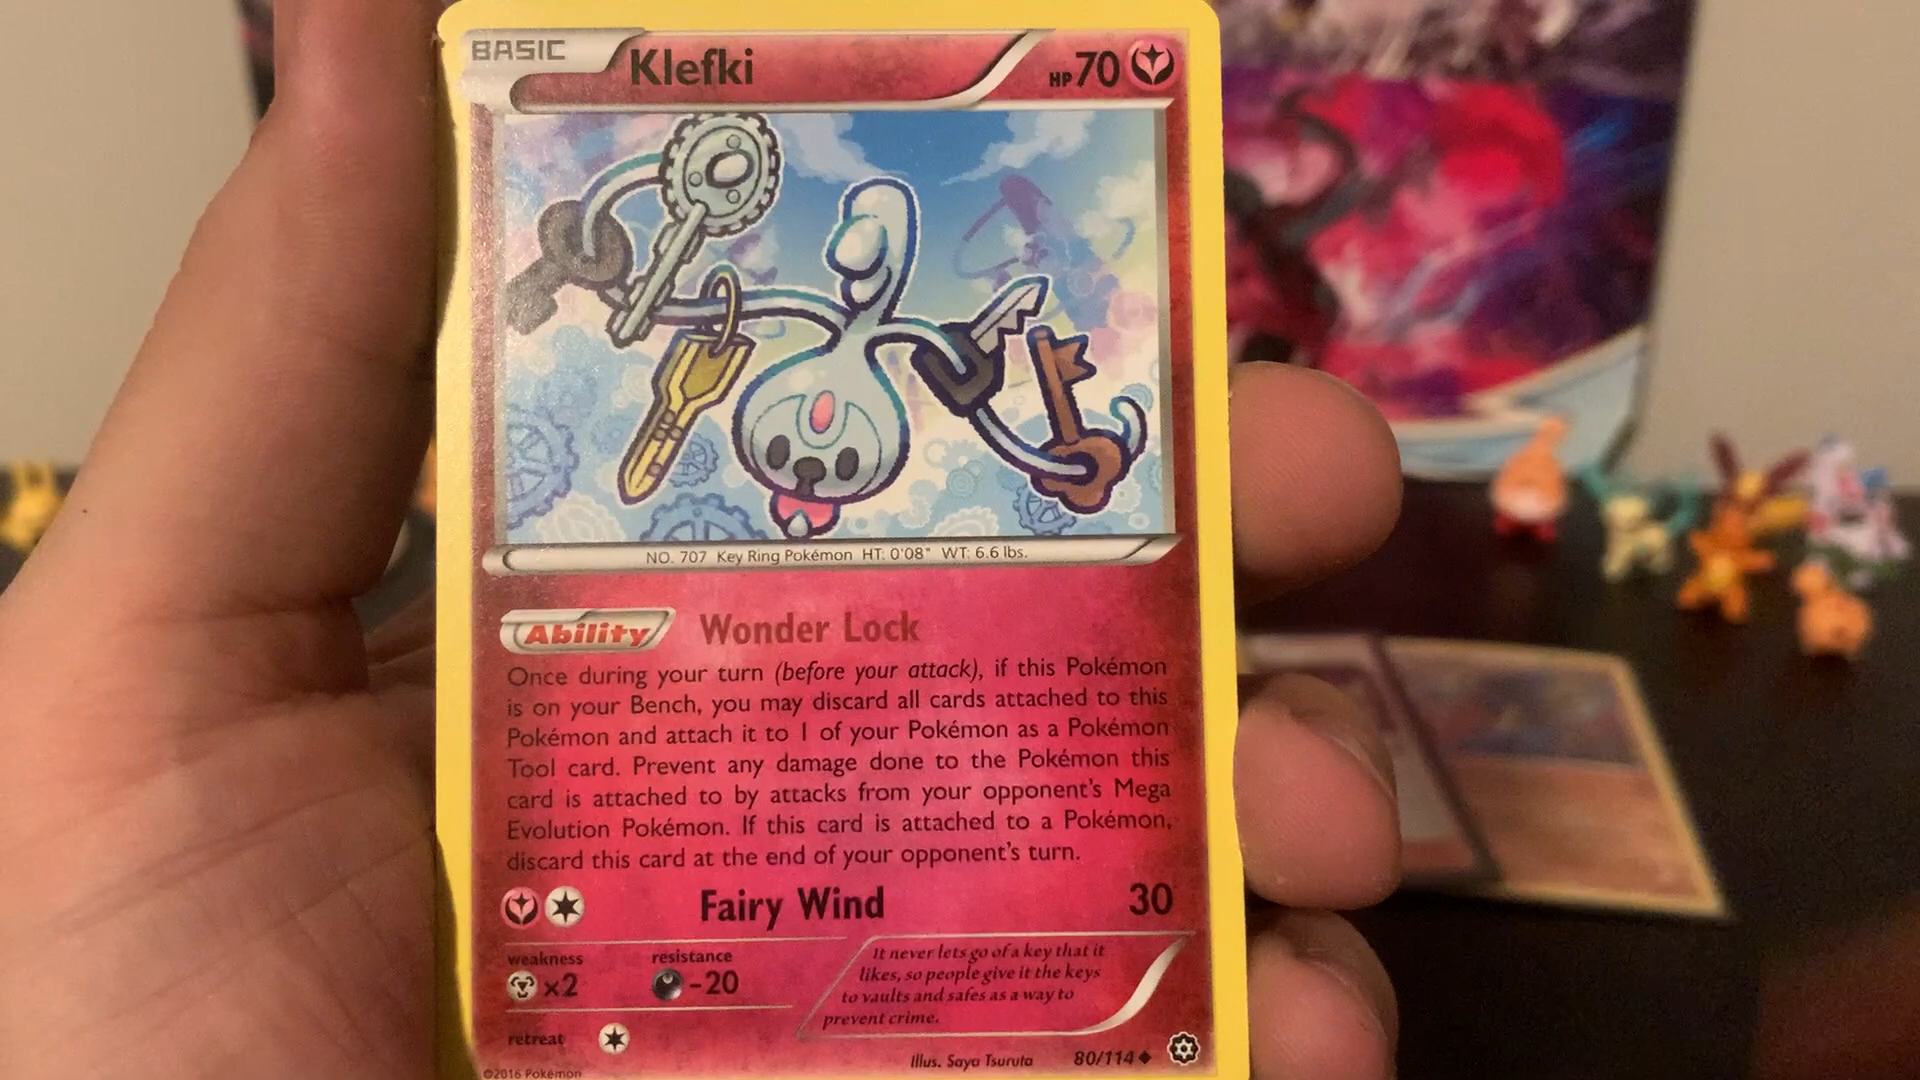 BASIC Klefki HP70
NO. 707 Key Ring Pokémon HT: 0'08" WT: 6.6 lbs.
Ability Wonder Lock
Once during your turn (before your attack), if this Pokémon
is on your Bench, you may discard all cards attached to this
Pokémon and attach it to 1 of your Pokémon as a Pokémon
Tool card. Prevent any damage done to the Pokémon this
card is attached to by attacks from your opponent's Mega
Evolution Pokémon. If this card is attached to a Pokémon,
discard this card at the end of your opponent's turn.
Fairy Wind 30
weakness
x2
resistance
-20
retreat
It never lets go of a key that it
likes, so people give it the keys
to vaults and safes as a way to
prevent crime.
Illus. Saya Tsuruta 80/114
©2016 Pokémon